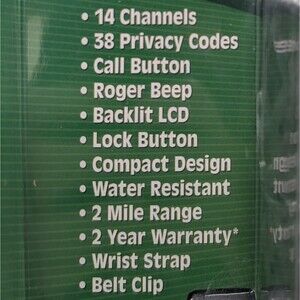 • 14 Channels
• 38 Privacy Codes
• Call Button
• Roger Beep
• Backlit LCD
• Lock Button
• Compact Design
• Water Resistant
• 2 Mile Range
• 2 Year Warranty*
• Wrist Strap
• Belt Clip